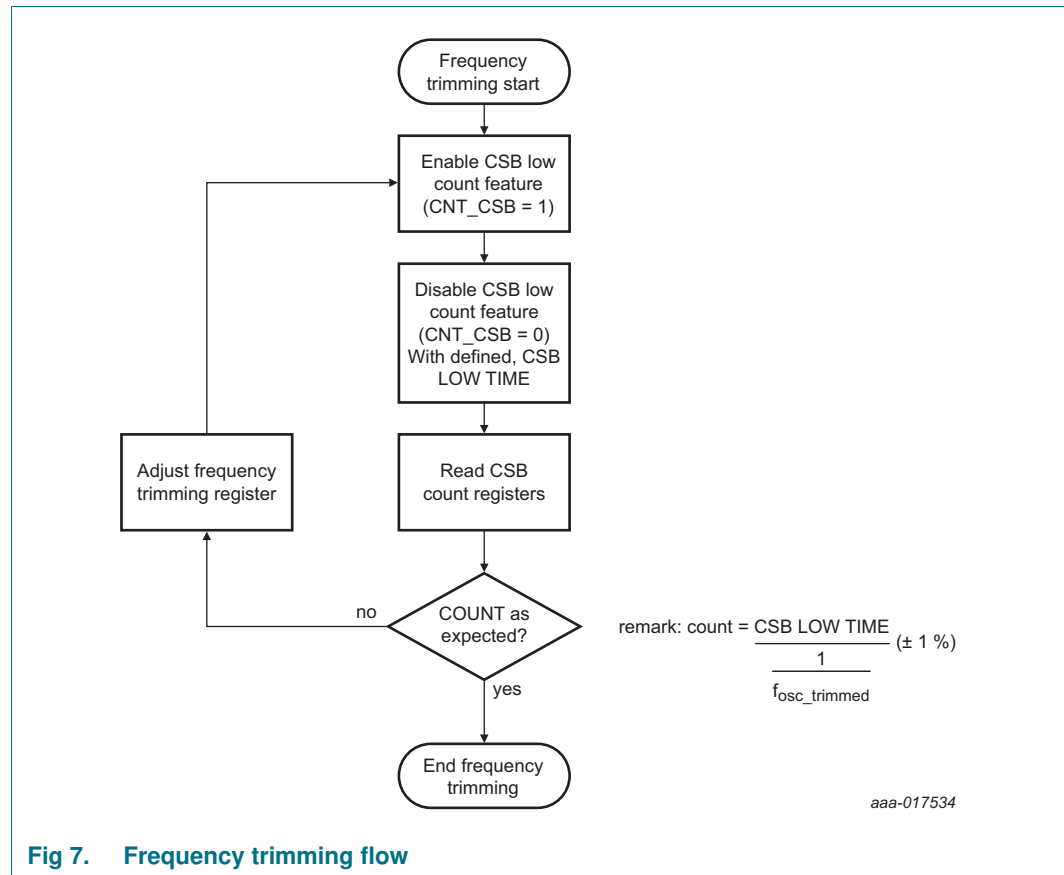 Frequency
trimming start
Enable CSB low
count feature
(CNT_CSB = 1)
Disable CSB low
count feature
(CNT_CSB = 0)
With defined, CSB
LOW TIME
Adjust frequency
trimming register
Read CSB
count registers
no
COUNT as
expected?
remark: count = CSB LOW TIME (± 1 %)
1
fosc_trimmed
yes
End frequency
trimming
aaa-017534
Fig 7. Frequency trimming flow